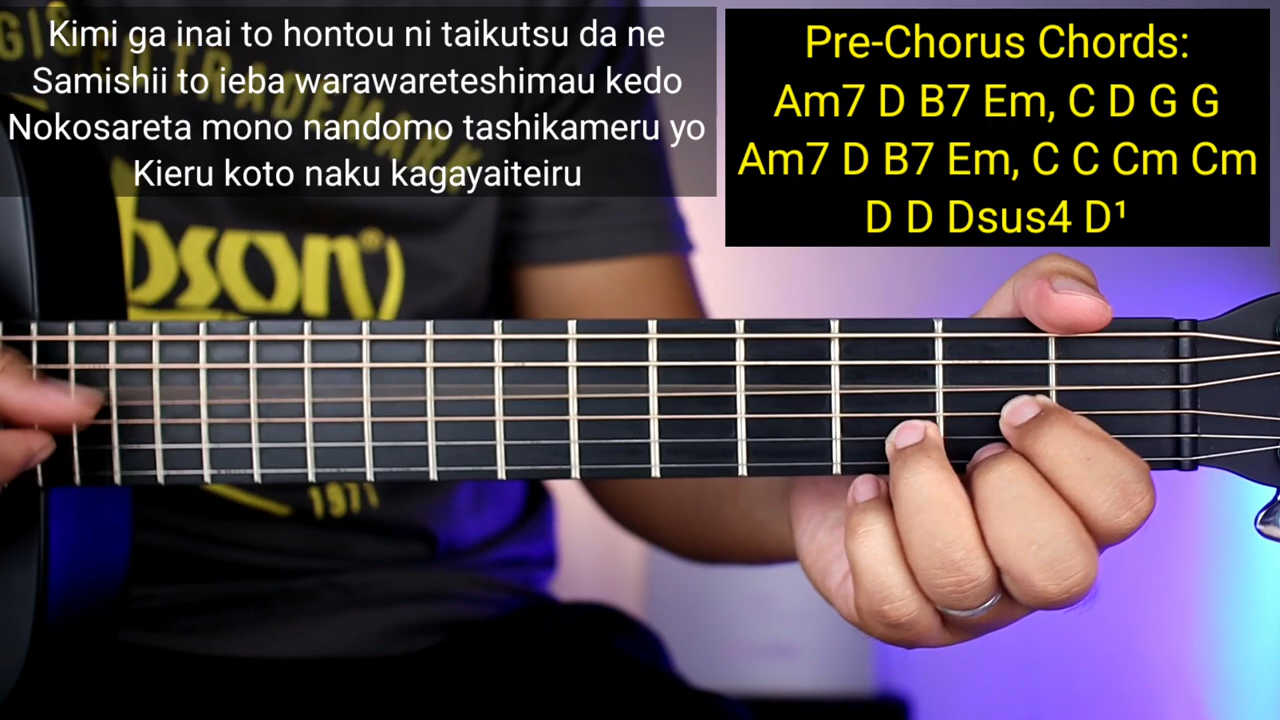 Kimi ga inai to hontou ni taikutsu da ne
Samishii to ieba warawareteshimau kedo
Nokosareta mono nandomo tashikameru yo
Kieru koto naku kagayaiteiru
Pre-Chorus Chords:
Am7 D B7 Em, C D G G
Am7 D B7 Em, C C Cm Cm
D D Dsus4 D¹
TRADEMARK
1971